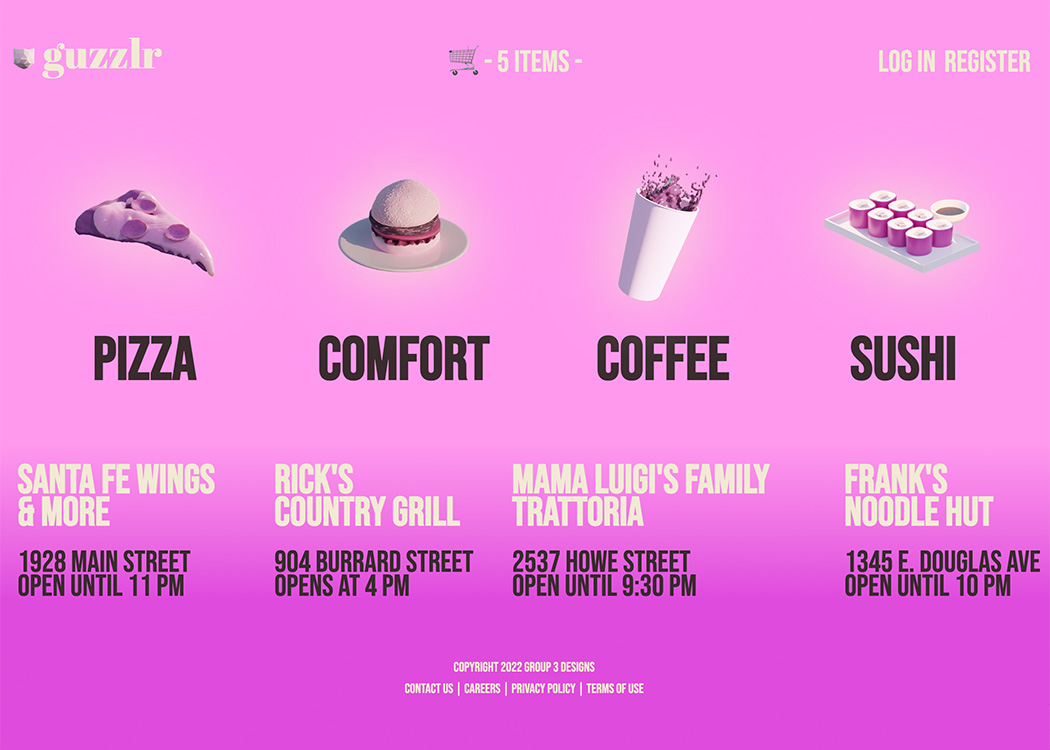 guzzlr
- 5 ITEMS -
LOG IN REGISTER
PIZZA
COMFORT
COFFEE
SUSHI
SANTA FE WINGS
& MORE
1928 MAIN STREET
OPEN UNTIL 11 PM
RICK'S
COUNTRY GRILL
904 BURRARD STREET
OPENS AT 4 PM
MAMA LUIGI'S FAMILY
TRATTORIA
2537 HOWE STREET
OPEN UNTIL 9:30 PM
FRANK'S
NOODLE HUT
1345 E. DOUGLAS AVE
OPEN UNTIL 10 PM
COPYRIGHT 2022 GROUP 3 DESIGNS
CONTACT US | CAREERS | PRIVACY POLICY | TERMS OF USE